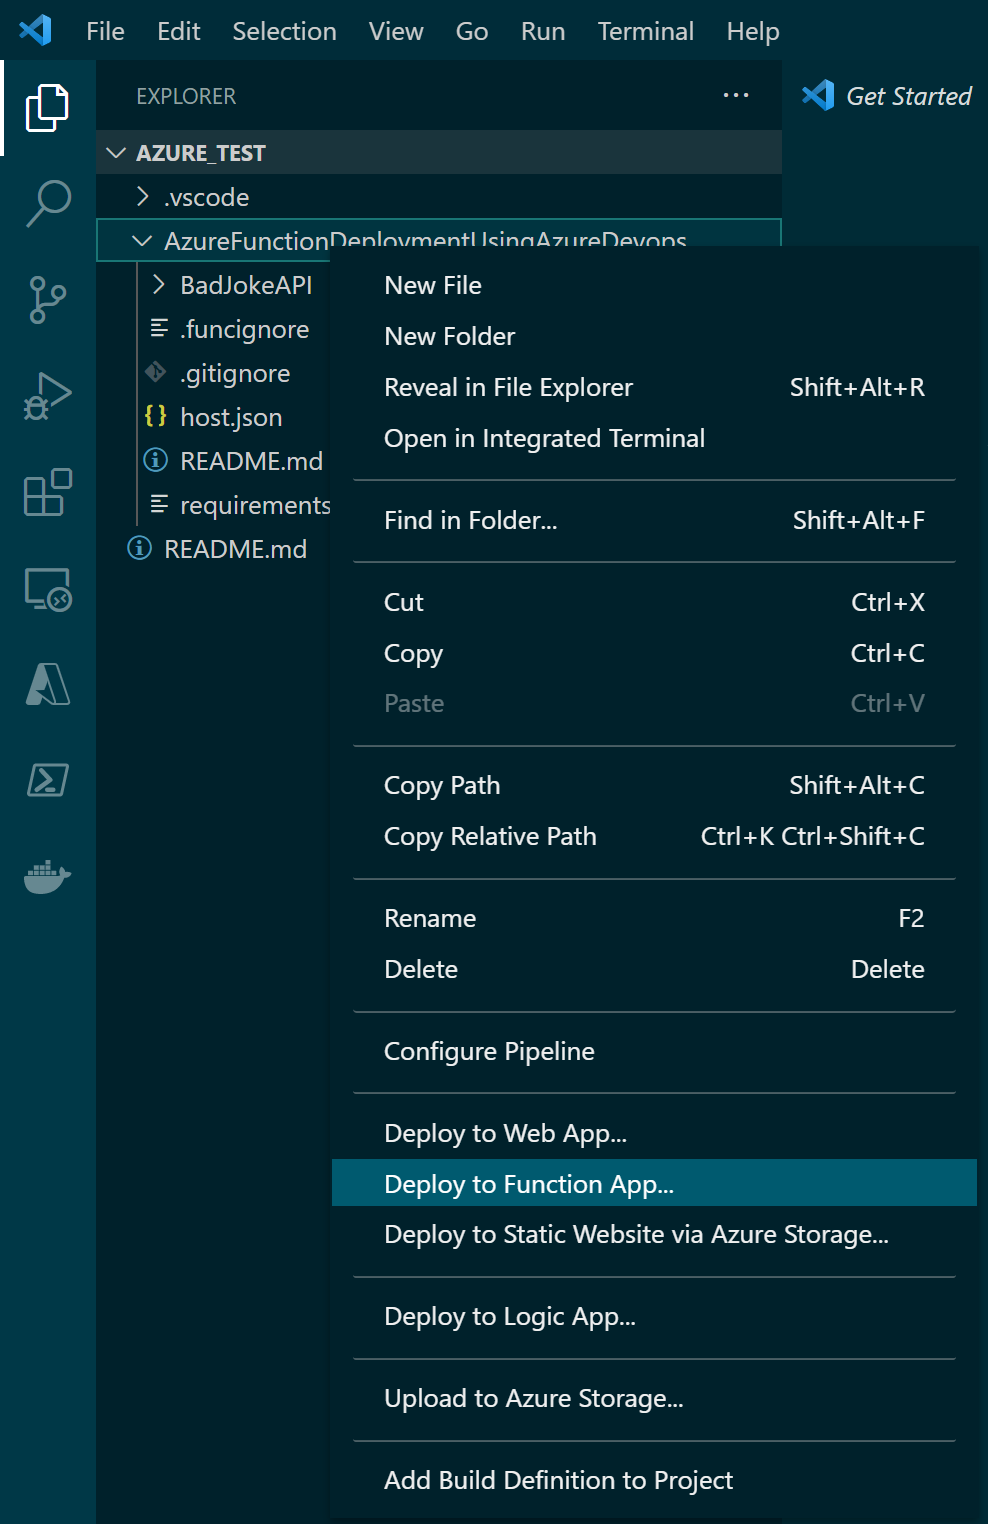 File Edit Selection View Go Run Terminal Help
EXPLORER
Get Started
AZURE_TEST
.vscode
AzureFunctionDeploymentUsingAzureDevops
BadJokeAPI
.funcignore
.gitignore
host.json
README.md
requirements
README.md
New File
New Folder
Reveal in File Explorer Shift+Alt+R
Open in Integrated Terminal
Find in Folder... Shift+Alt+F
Cut Ctrl+X
Copy Ctrl+C
Paste Ctrl+V
Copy Path Shift+Alt+C
Copy Relative Path Ctrl+K Ctrl+Shift+C
Rename F2
Delete Delete
Configure Pipeline
Deploy to Web App...
Deploy to Function App...
Deploy to Static Website via Azure Storage...
Deploy to Logic App...
Upload to Azure Storage...
Add Build Definition to Project